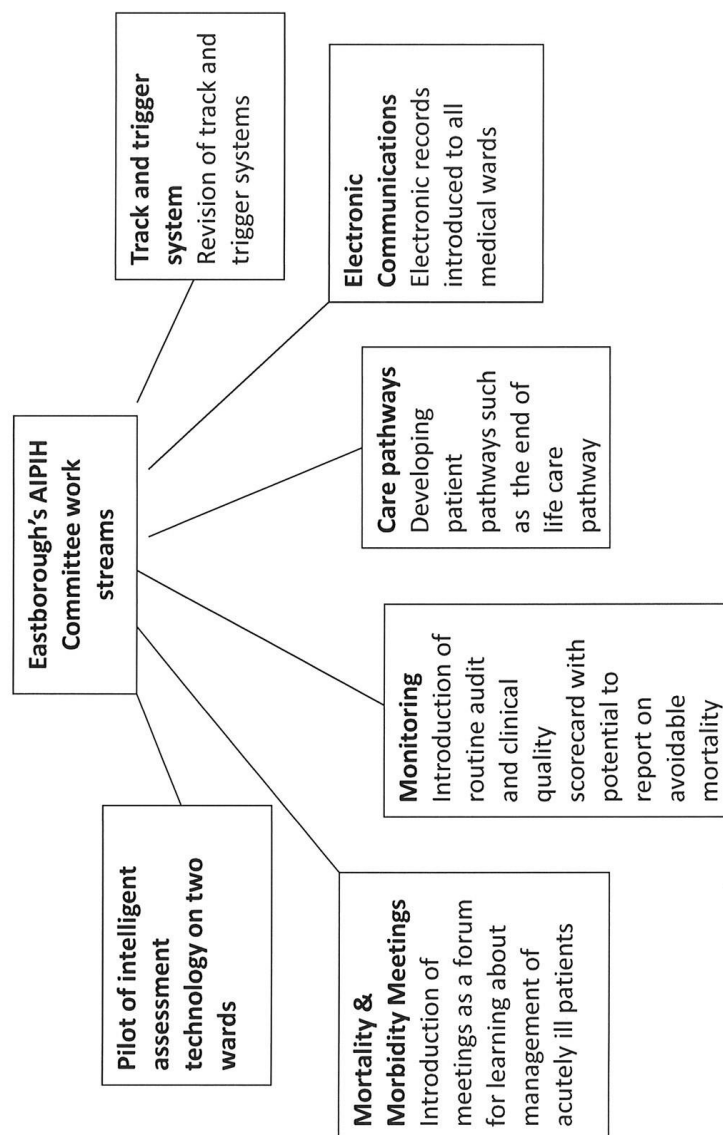 Eastborough's AIPIH
Committee work
streams
Pilot of intelligent
assessment
technology on two
wards
Mortality &
Morbidity Meetings
Introduction of
meetings as a forum
for learning about
management of
acutely ill patients
Monitoring
Introduction of
routine audit
and clinical
quality
scorecard with
potential to
report on
avoidable
mortality
Care pathways
Developing
patient
pathways such
as the end of
life care
pathway
Electronic
Communications
Electronic records
introduced to all
medical wards
Track and trigger
system
Revision of track and
trigger systems